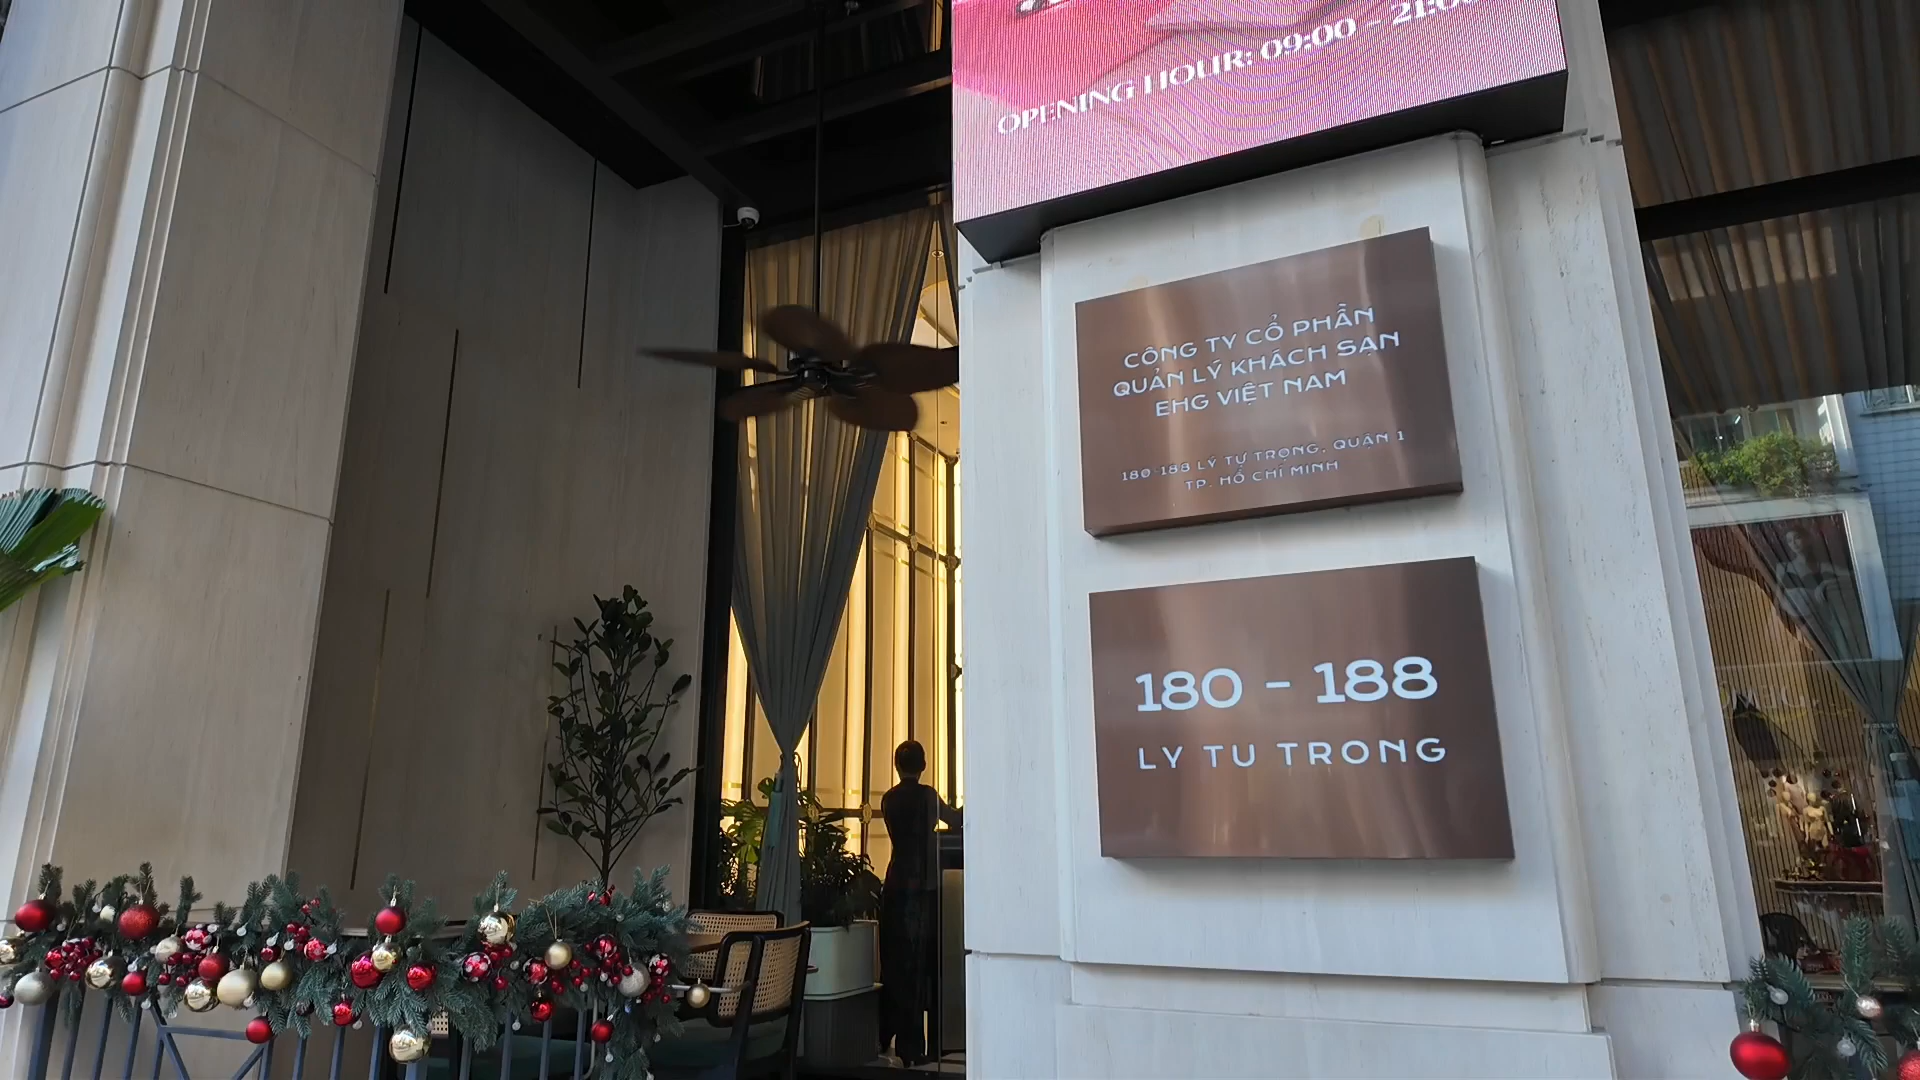 OPENING HOUR: 09:00 - 21:00
CÔNG TY CỔ PHẦN
QUẢN LÝ KHÁCH SẠN
EHG VIỆT NAM
180-188 LÝ TỰ TRỌNG, QUẬN 1
TP. HỒ CHÍ MINH
180 - 188
LY TU TRONG